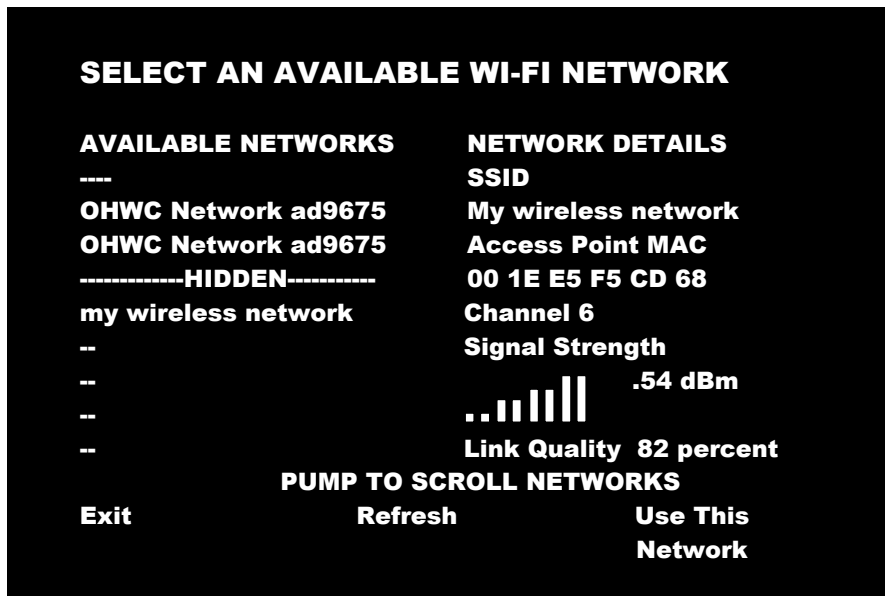 SELECT AN AVAILABLE WI-FI NETWORK
AVAILABLE NETWORKS
----
OHWC Network ad9675
OHWC Network ad9675
-------------HIDDEN-----------
my wireless network
--
--
--
--
NETWORK DETAILS
SSID
My wireless network
Access Point MAC
00 1E E5 F5 CD 68
Channel 6
Signal Strength
.54 dBm
Link Quality 82 percent
PUMP TO SCROLL NETWORKS
Exit
Refresh
Use This
Network